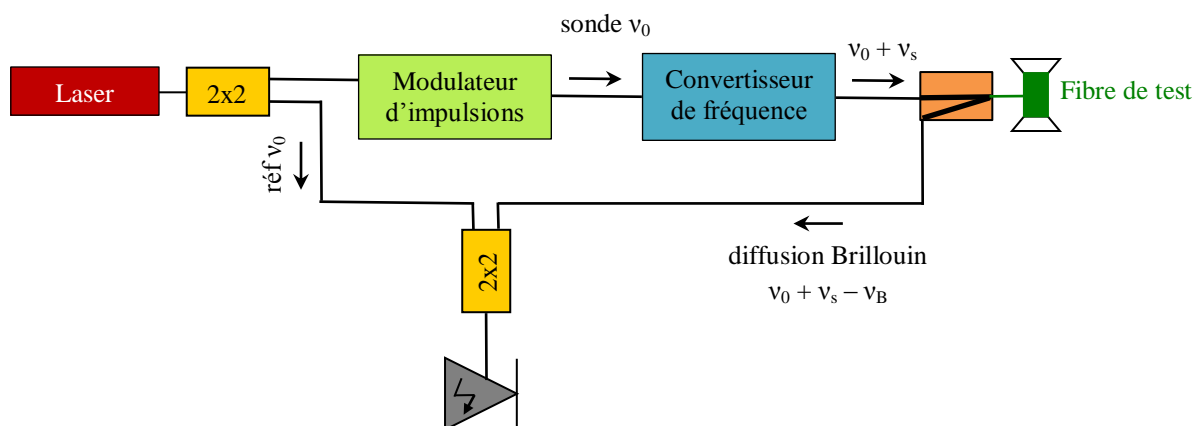 sonde ν₀
ν₀ + νₛ
Laser
2x2
Modulateur
d'impulsions
Convertisseur
de fréquence
Fibre de test
réf ν₀
2x2
diffusion Brillouin
ν₀ + νₛ – ν_B